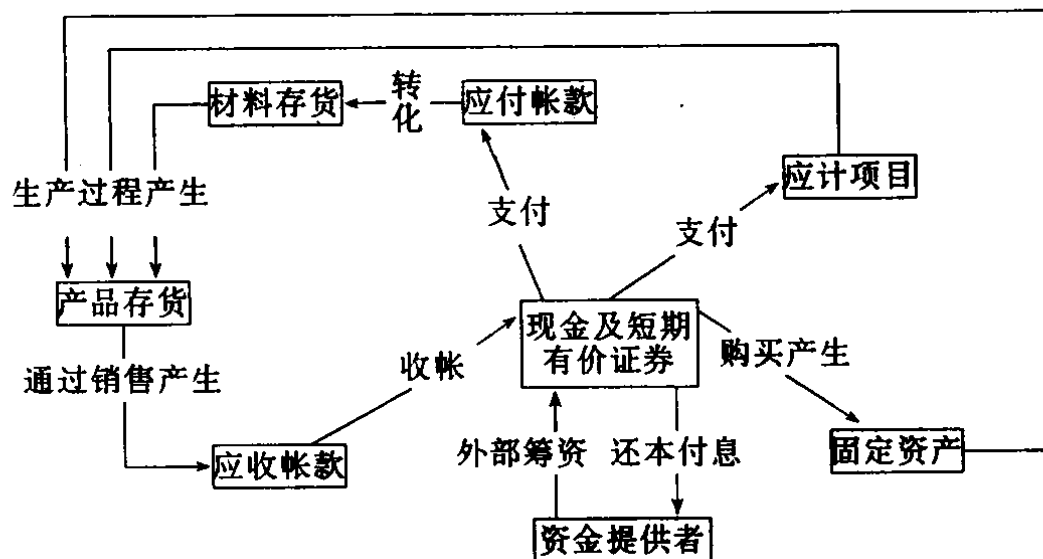 材料存货
转化
应付帐款
应计项目
生产过程产生
支付
支付
产品存货
现金及短期
有价证券
购买产生
收帐
通过销售产生
应收帐款
外部筹资
还本付息
固定资产
资金提供者